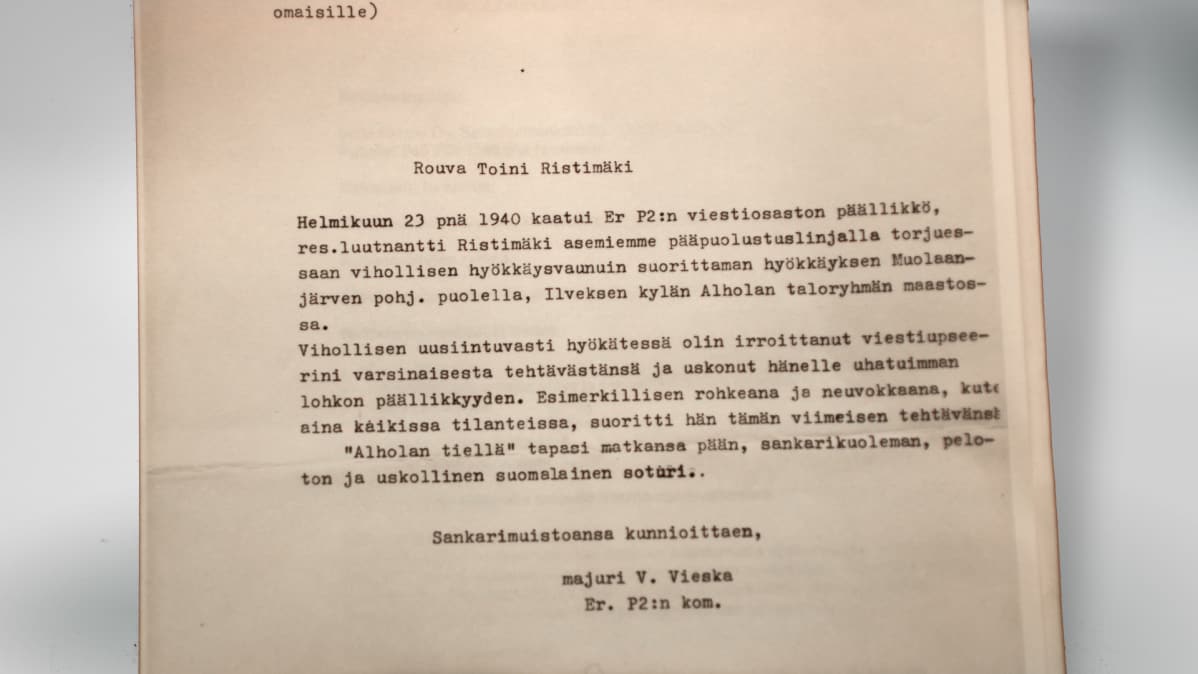 omaisille)
Rouva Toini Ristimäki
Helmikuun 23 pnä 1940 kaatui Er P2:n viestiosaston päällikkö,
res.luutnantti Ristimäki asemiemme pääpuolustuslinjalla torjues-
saan vihollisen hyökkäysvaunuin suorittaman hyökkäyksen Muolaan-
järven pohj. puolella, Ilveksen kylän Alholan taloryhmän maastos-
sa.
Vihollisen uusiintuvasti hyökätessä olin irroittanut viestiupsee-
rini varsinaisesta tehtävästänsä ja uskonut hänelle uhatuimman
lohkon päällikkyyden. Esimerkillisen rohkeana ja neuvokkaana, kute
aina kaikissa tilanteissa, suoritti hän tämän viimeisen tehtävänsä
"Alholan tiellä" tapasi matkansa pään, sankarikuoleman, pelo-
ton ja uskollinen suomalainen soturi..
Sankarimuistoansa kunnioittaen,
majuri V. Vieska
Er. P2:n kom.